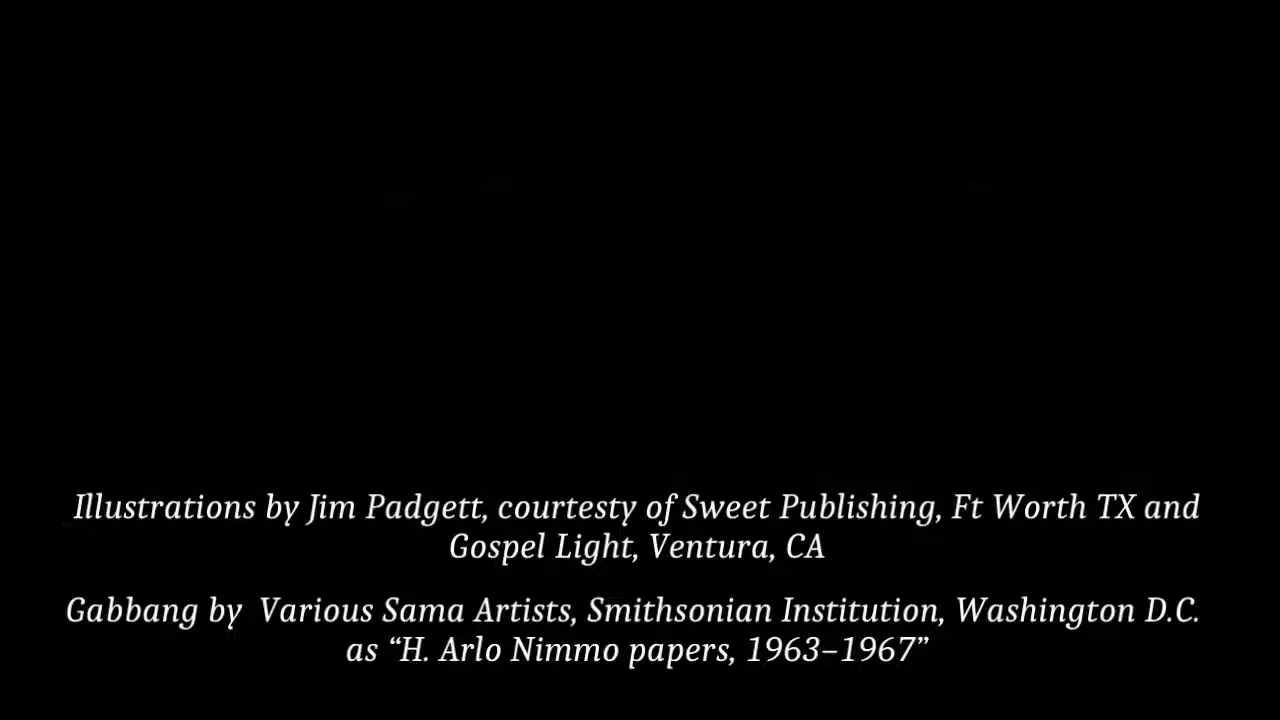 Illustrations by Jim Padgett, courtesty of Sweet Publishing, Ft Worth TX and
Gospel Light, Ventura, CA
Gabbang by  Various Sama Artists, Smithsonian Institution, Washington D.C.
as “H. Arlo Nimmo papers, 1963–1967”